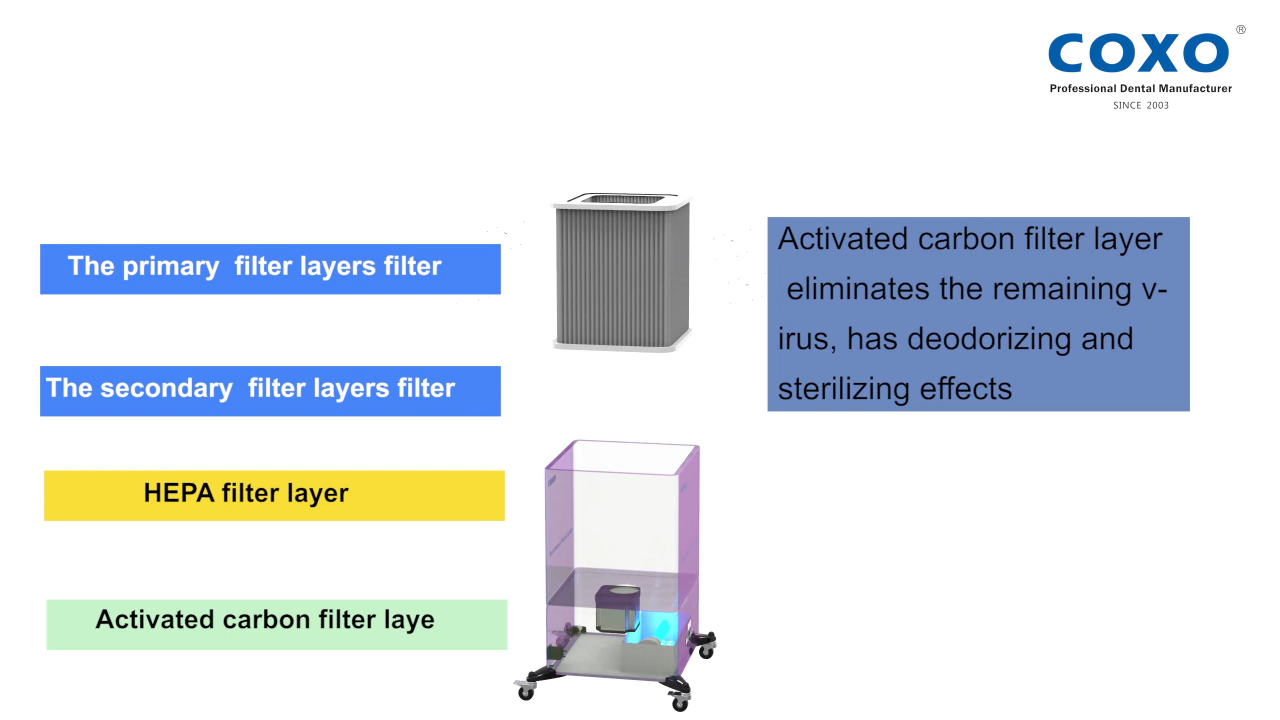 COXO®
Professional Dental Manufacturer
SINCE 2003
The primary filter layers filter
The secondary filter layers filter
HEPA filter layer
Activated carbon filter laye
Activated carbon filter layer
eliminates the remaining v-
irus, has deodorizing and
sterilizing effects